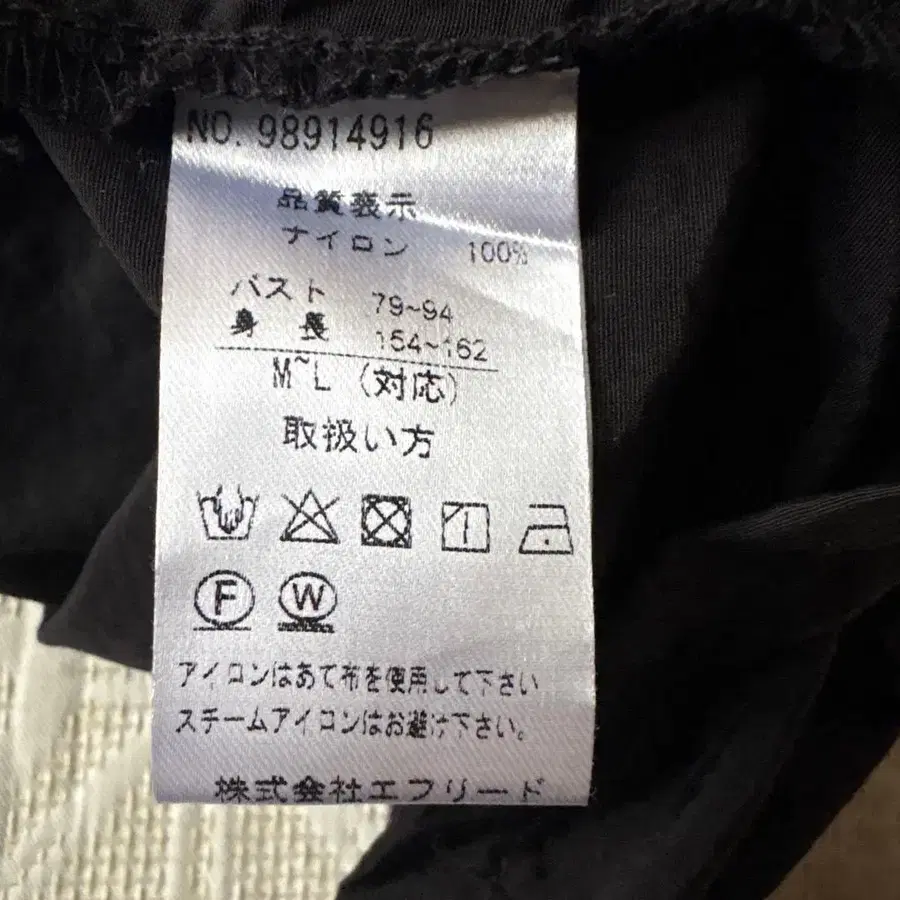 NO. 98914916
品質表示
ナイロン 100%
バスト 79~94
身長 154~162
M~L (対応)
取扱い方
F W
アイロンはあて布を使用して下さい
スチームアイロンはお避け下さい。
株式会社エフリード